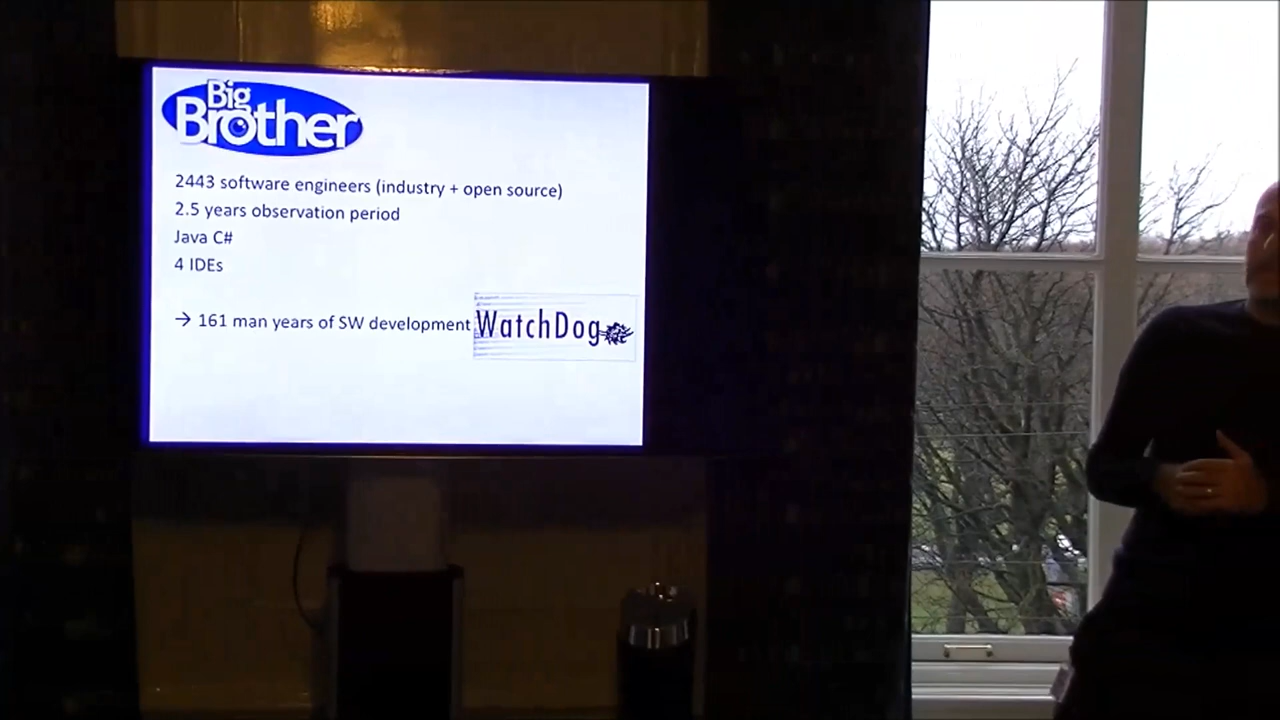 Big
Brother
2443 software engineers (industry + open source)
2.5 years observation period
Java C#
4 IDEs
→ 161 man years of SW development
WatchDog